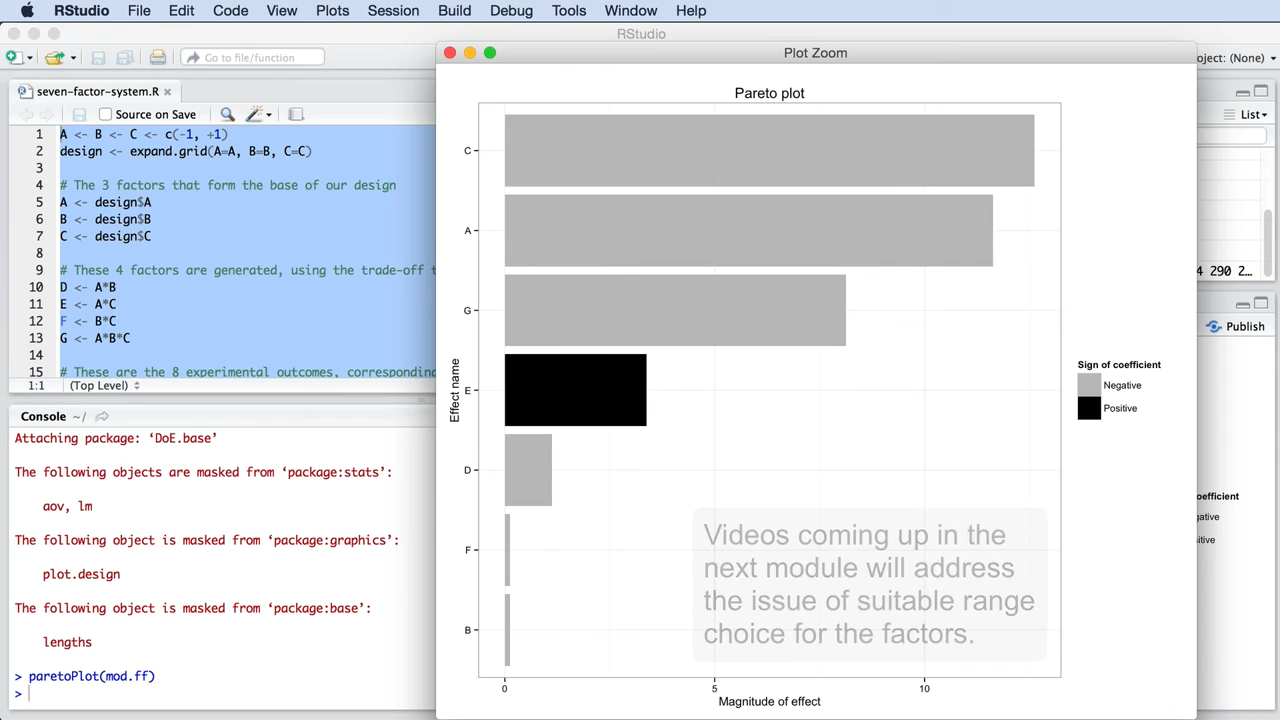 RStudio File Edit Code View Plots Session Build Debug Tools Window Help
RStudio
Go to file/function
oject: (None)
seven-factor-system.R
Source on Save
1 A <- B <- C <- c(-1, +1)
2 design <- expand.grid(A=A, B=B, C=C)
3
4 # The 3 factors that form the base of our design
5 A <- design$A
6 B <- design$B
7 C <- design$C
8
9 # These 4 factors are generated, using the trade-off t
10 D <- A*B
11 E <- A*C
12 F <- B*C
13 G <- A*B*C
14
15 # These are the 8 experimental outcomes, corresponding
1:1 (Top Level)
Console ~/
Attaching package: ‘DoE.base’
The following objects are masked from ‘package:stats’:
aov, lm
The following object is masked from ‘package:graphics’:
plot.design
The following object is masked from ‘package:base’:
lengths
> paretoPlot(mod.ff)
>
Plot Zoom
Pareto plot
Effect name
C
A
G
E
D
F
B
0 5 10
Magnitude of effect
Sign of coefficient
Negative
Positive
Videos coming up in the
next module will address
the issue of suitable range
choice for the factors.
List
4 290 2…
Publish
oefficient
gative
sitive